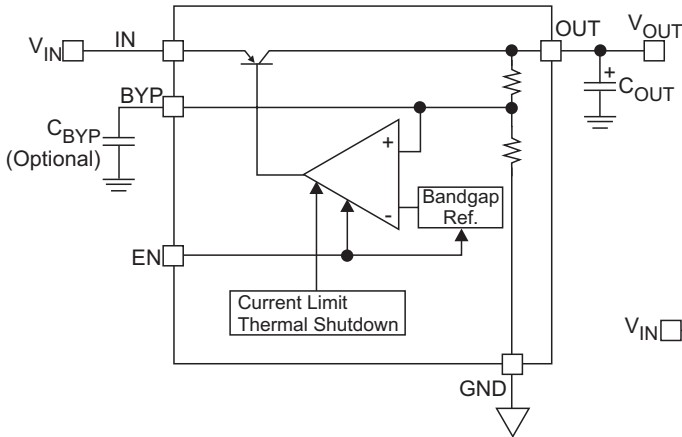 V_IN
IN
OUT
V_OUT
BYP
+
C_OUT
C_BYP
(Optional)
+
-
Bandgap
Ref.
EN
Current Limit
Thermal Shutdown
V_IN
GND